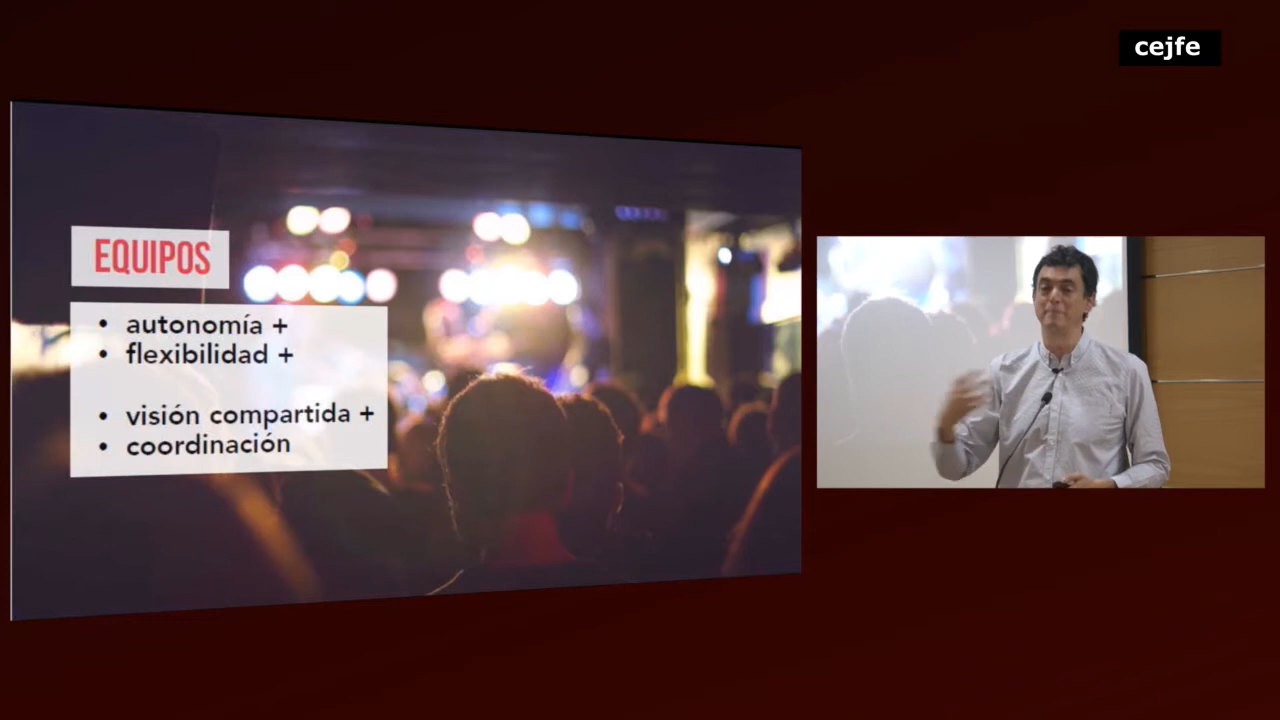 cejfe
EQUIPOS
• autonomía +
• flexibilidad +
• visión compartida +
• coordinación